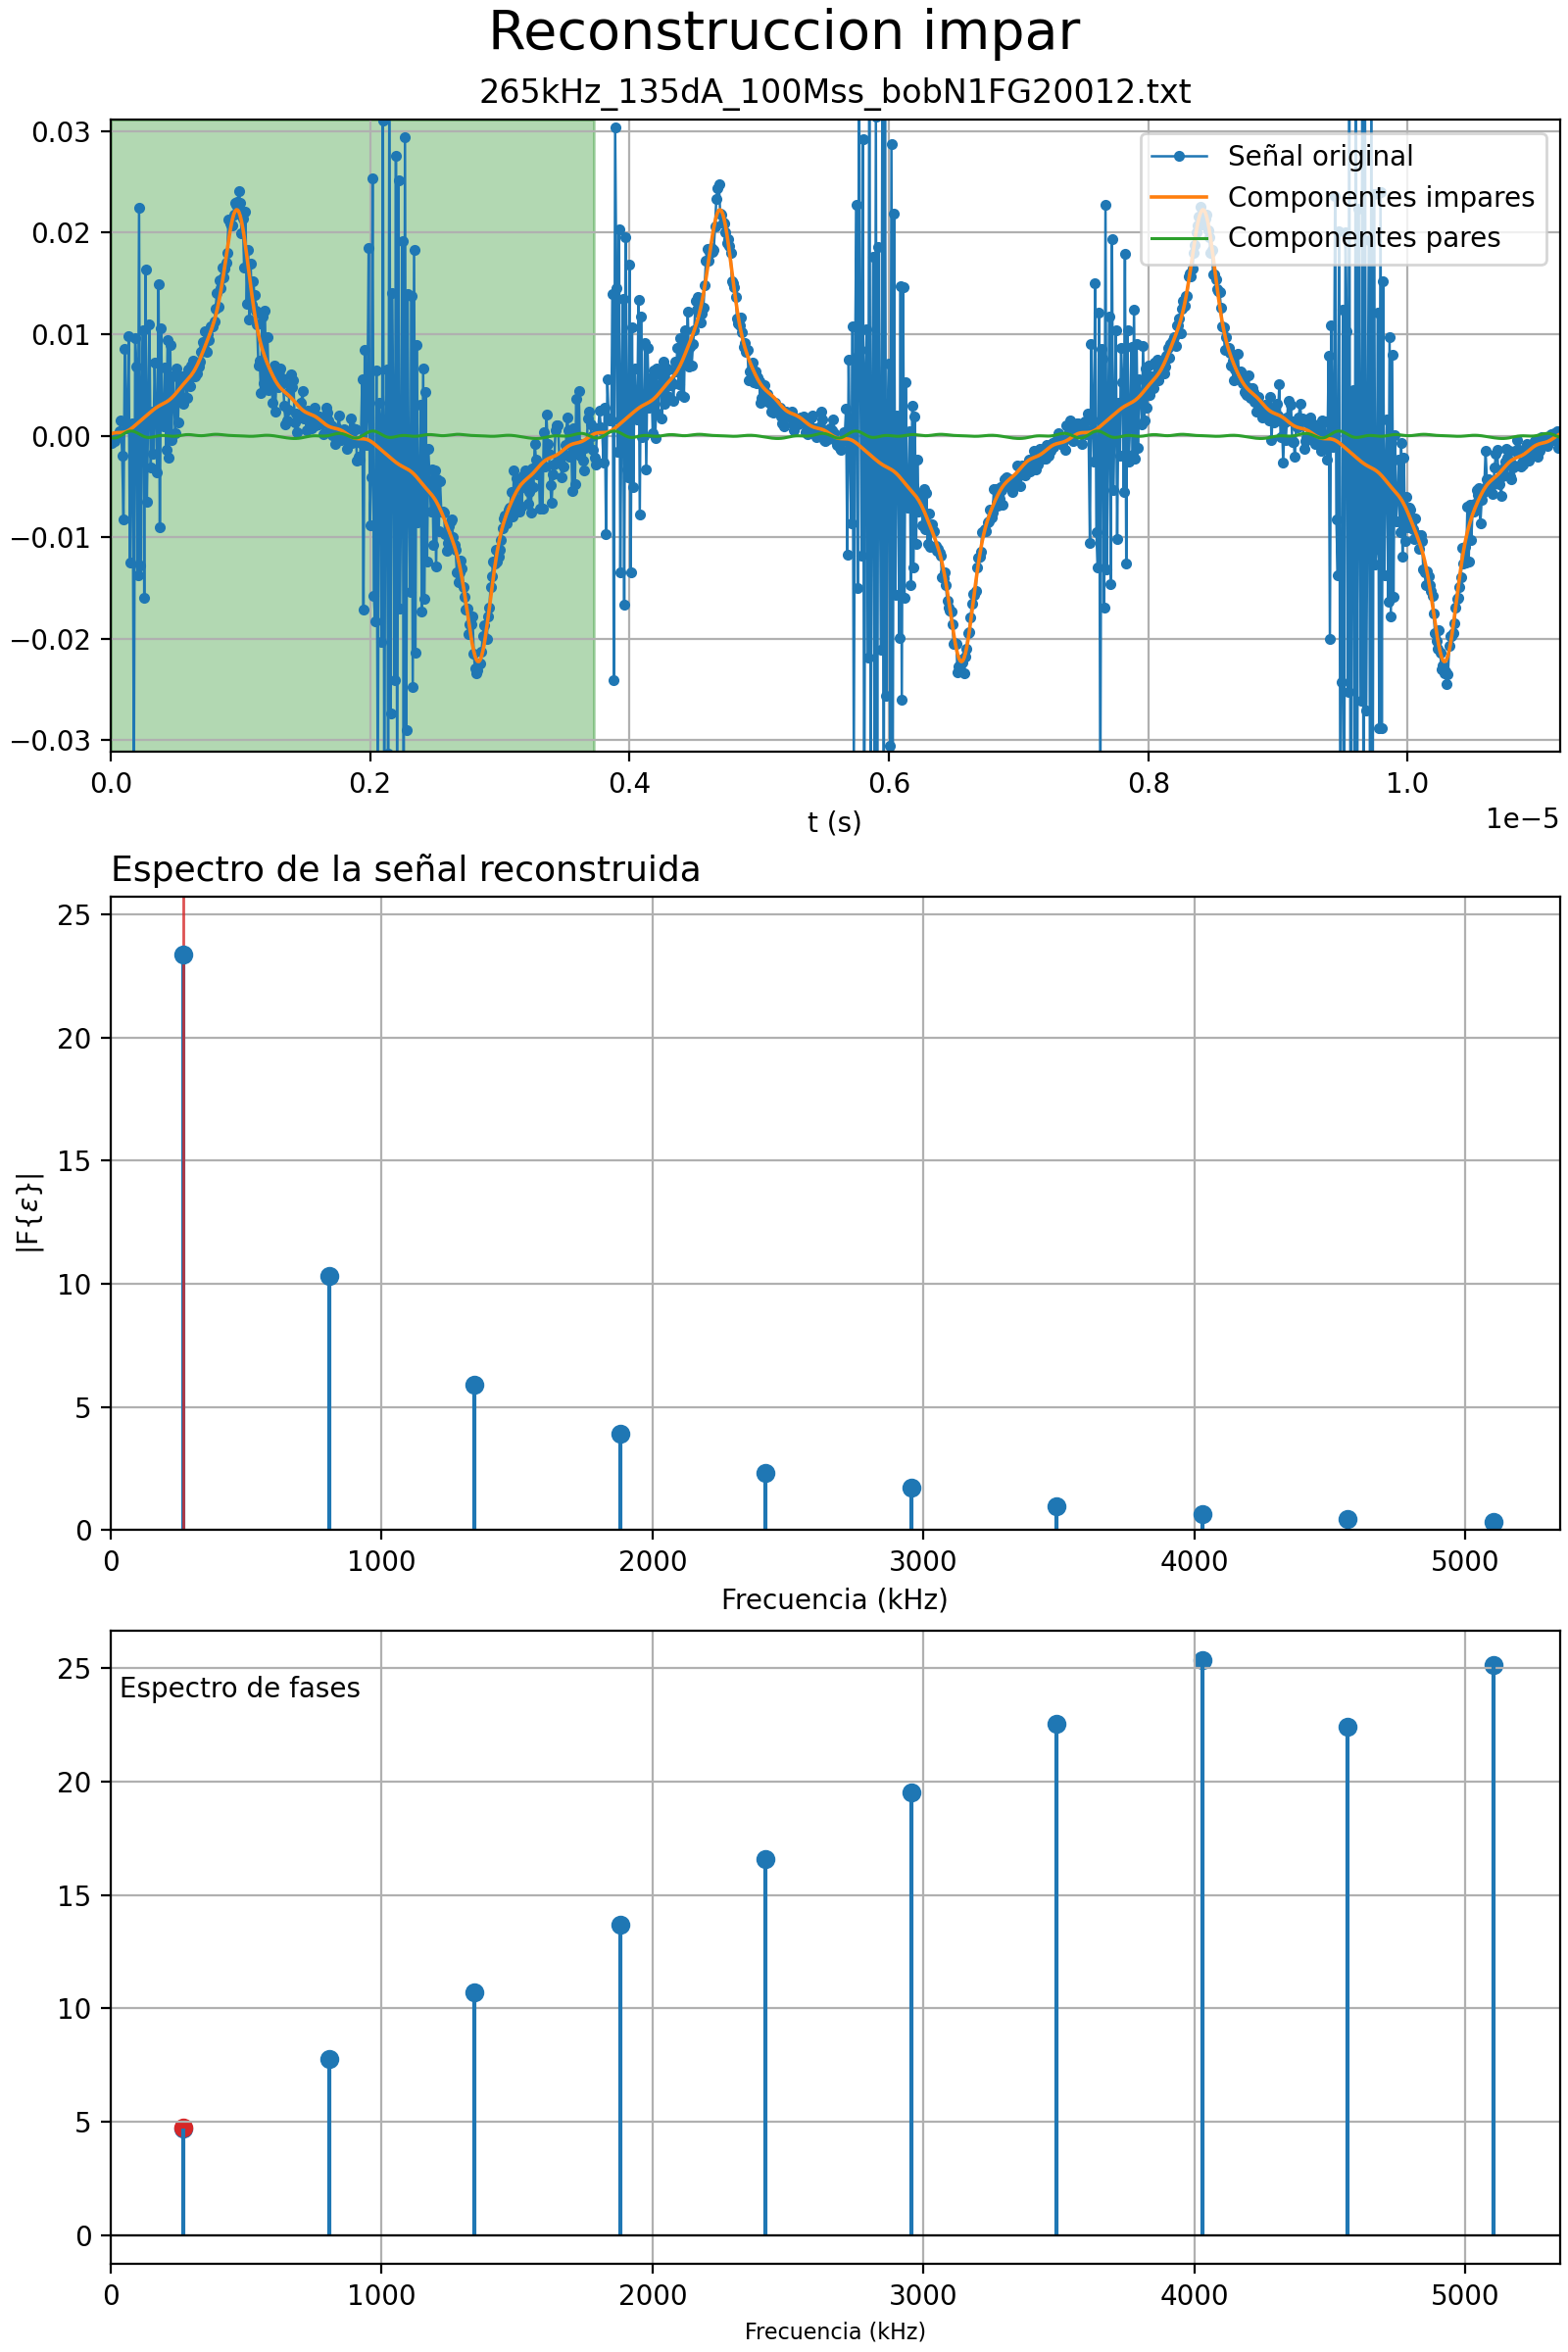 Reconstruccion impar
265kHz_135dA_100Mss_bobN1FG20012.txt
0.03
0.02
0.01
0.00
−0.01
−0.02
−0.03
Señal original
Componentes impares
Componentes pares
0.0 0.2 0.4 0.6 0.8 1.0
t (s)
1e−5
Espectro de la señal reconstruida
25
20
15
10
5
0
|F{ε}|
0 1000 2000 3000 4000 5000
Frecuencia (kHz)
Espectro de fases
25
20
15
10
5
0
0 1000 2000 3000 4000 5000
Frecuencia (kHz)